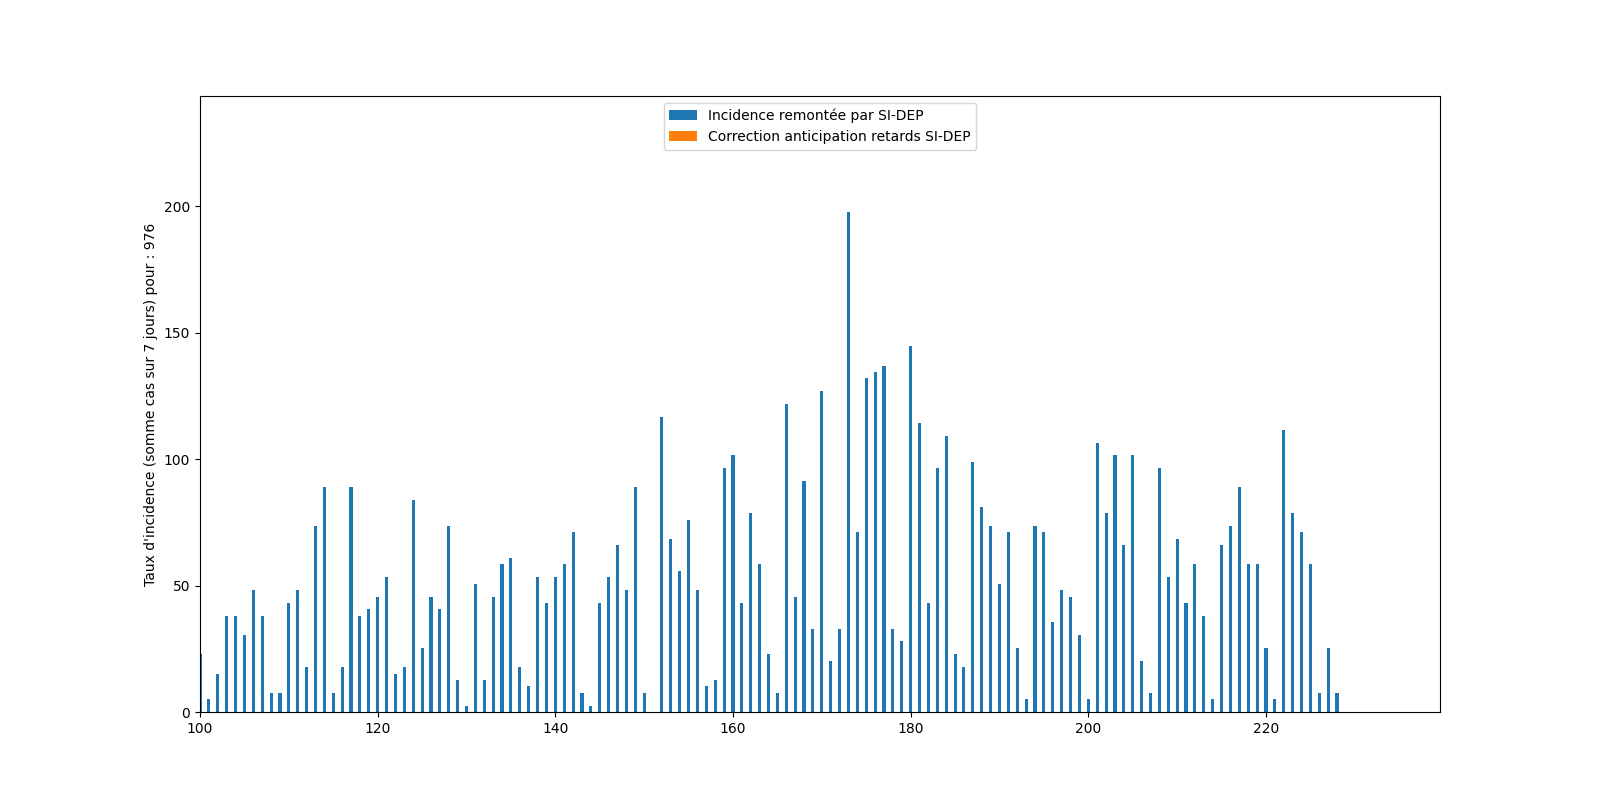 Incidence remontée par SI-DEP
Correction anticipation retards SI-DEP
Taux d'incidence (somme cas sur 7 jours) pour : 976
200
150
100
50
0
100 120 140 160 180 200 220